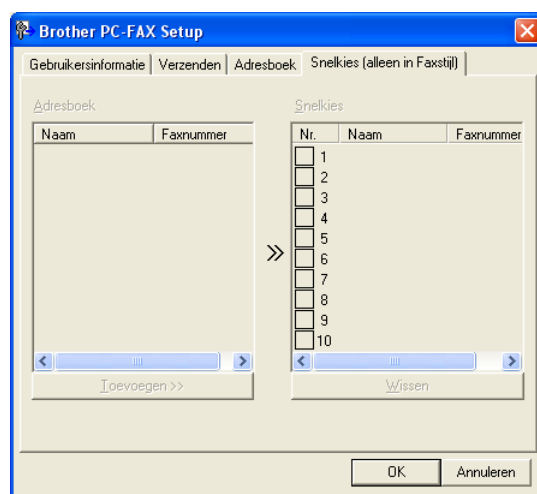 Brother PC-FAX Setup
Gebruikersinformatie Verzenden Adresboek Snelkies (alleen in Faxstijl)
Adresboek
Naam Faxnummer
Toevoegen >>
Snelkies
Nr. Naam Faxnummer
1
2
3
4
5
6
7
8
9
10
Wissen
OK Annuleren